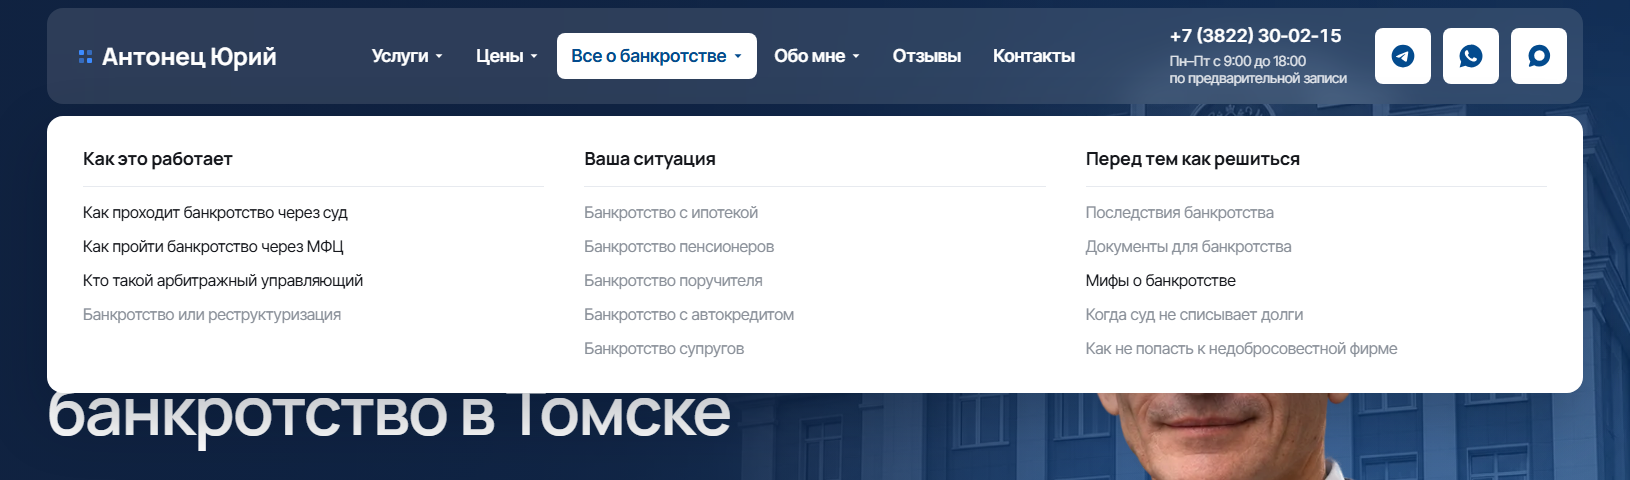 Антонец Юрий
Услуги
Цены
Все о банкротстве
Обо мне
Отзывы
Контакты
+7 (3822) 30-02-15
Пн–Пт с 9:00 до 18:00
по предварительной записи
Как это работает
Как проходит банкротство через суд
Как пройти банкротство через МФЦ
Кто такой арбитражный управляющий
Банкротство или реструктуризация
Ваша ситуация
Банкротство с ипотекой
Банкротство пенсионеров
Банкротство поручителя
Банкротство с автокредитом
Банкротство супругов
Перед тем как решиться
Последствия банкротства
Документы для банкротства
Мифы о банкротстве
Когда суд не списывает долги
Как не попасть к недобросовестной фирме
банкротство в Томске